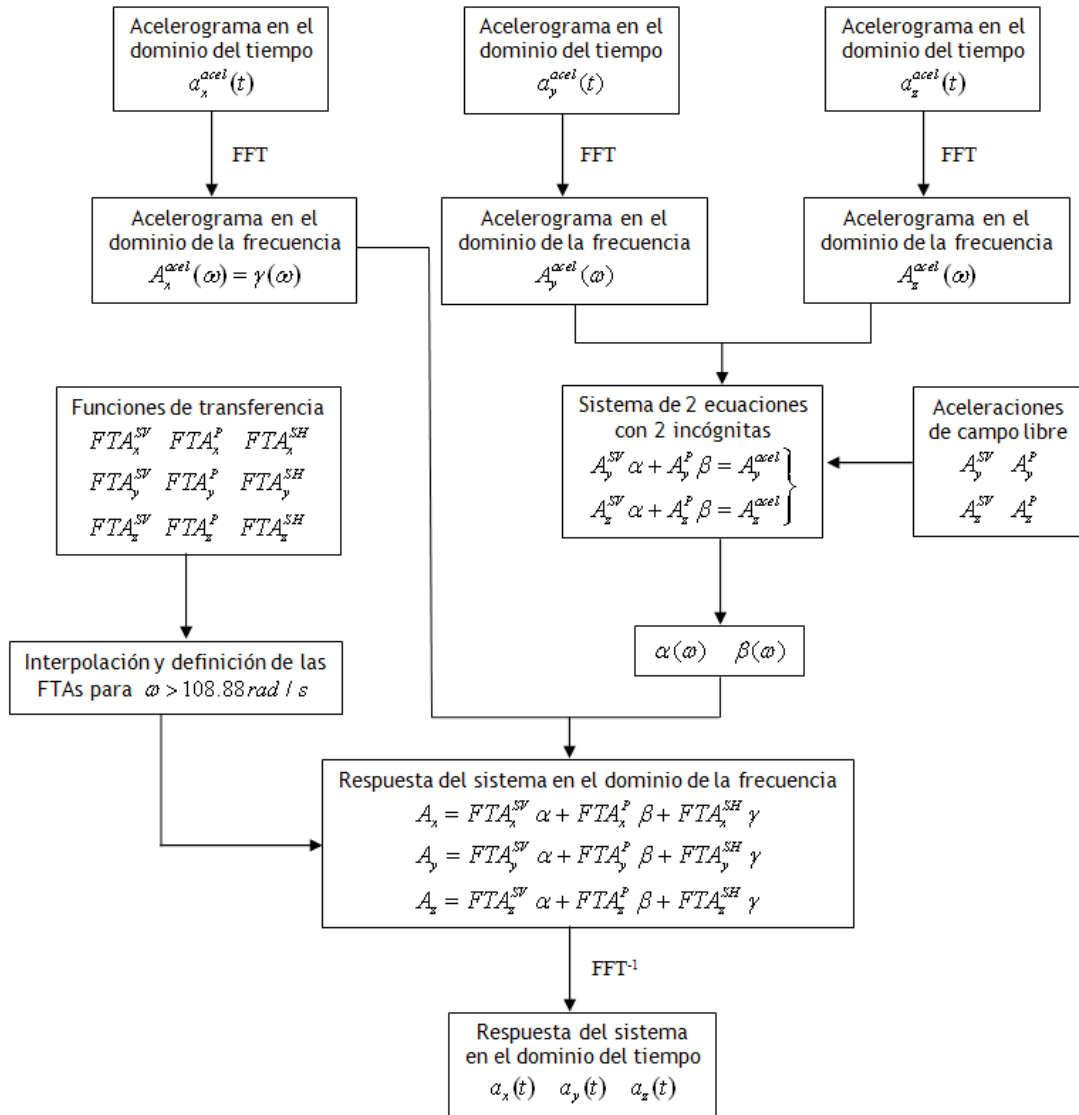 Acelerograma en el
dominio del tiempo
a_x^{acel}(t)
Acelerograma en el
dominio del tiempo
a_y^{acel}(t)
Acelerograma en el
dominio del tiempo
a_z^{acel}(t)
FFT
FFT
FFT
Acelerograma en el
dominio de la frecuencia
A_x^{acel}(ω) = γ(ω)
Acelerograma en el
dominio de la frecuencia
A_y^{acel}(ω)
Acelerograma en el
dominio de la frecuencia
A_z^{acel}(ω)
Funciones de transferencia
FTA_x^{SV} FTA_x^{P} FTA_x^{SH}
FTA_y^{SV} FTA_y^{P} FTA_y^{SH}
FTA_z^{SV} FTA_z^{P} FTA_z^{SH}
Sistema de 2 ecuaciones
con 2 incógnitas
A_y^{SV} α + A_y^{P} β = A_y^{acel}
A_z^{SV} α + A_z^{P} β = A_z^{acel} }
Aceleraciones
de campo libre
A_y^{SV} A_y^{P}
A_z^{SV} A_z^{P}
α(ω) β(ω)
Interpolación y definición de las
FTAs para ω > 108.88 rad / s
Respuesta del sistema en el dominio de la frecuencia
A_x = FTA_x^{SV} α + FTA_x^{P} β + FTA_x^{SH} γ
A_y = FTA_y^{SV} α + FTA_y^{P} β + FTA_y^{SH} γ
A_z = FTA_z^{SV} α + FTA_z^{P} β + FTA_z^{SH} γ
FFT^{-1}
Respuesta del sistema
en el dominio del tiempo
a_x(t) a_y(t) a_z(t)